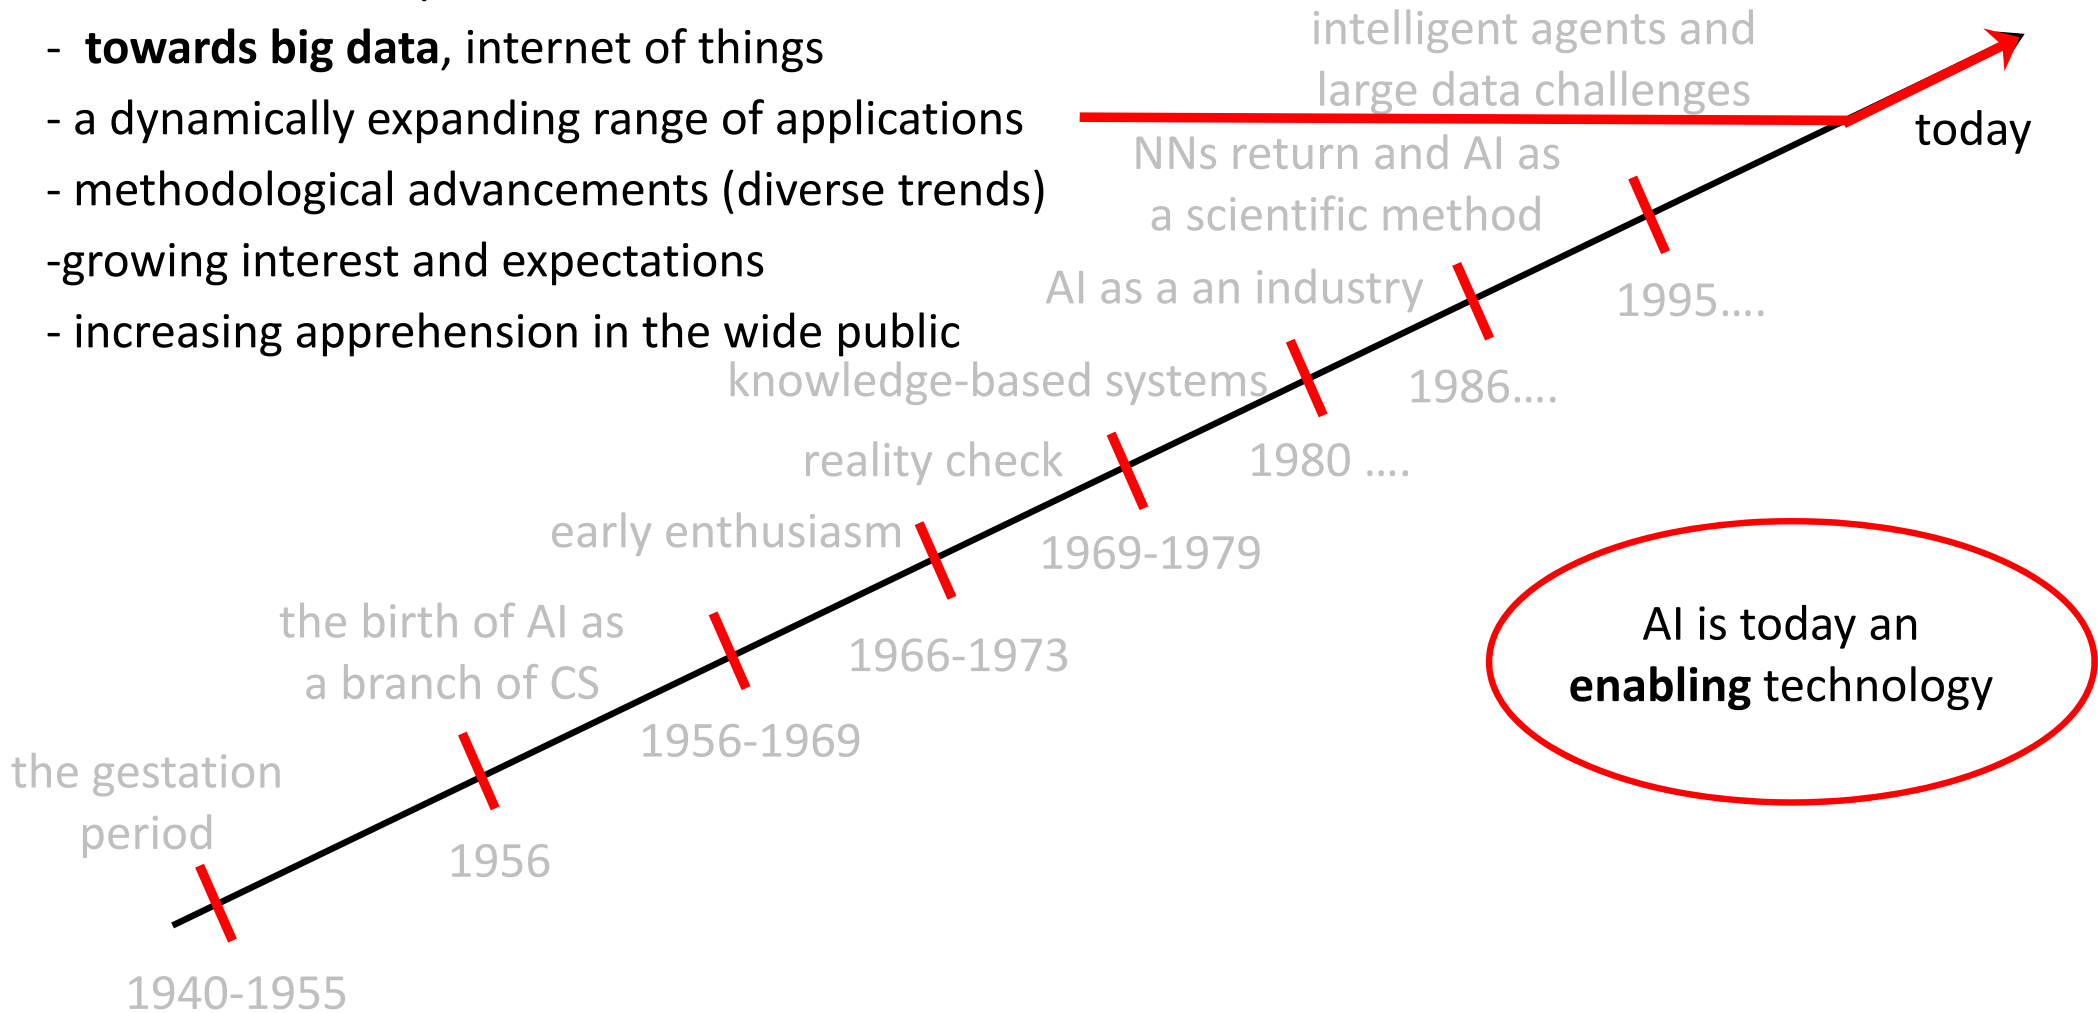 - towards big data, internet of things
- a dynamically expanding range of applications
- methodological advancements (diverse trends)
-growing interest and expectations
- increasing apprehension in the wide public
intelligent agents and
large data challenges
today
NNs return and AI as
a scientific method
1995....
AI as a an industry
1986....
knowledge-based systems
1980 ....
reality check
1969-1979
early enthusiasm
1966-1973
the birth of AI as
a branch of CS
1956-1969
the gestation
period
1956
1940-1955
AI is today an
enabling technology